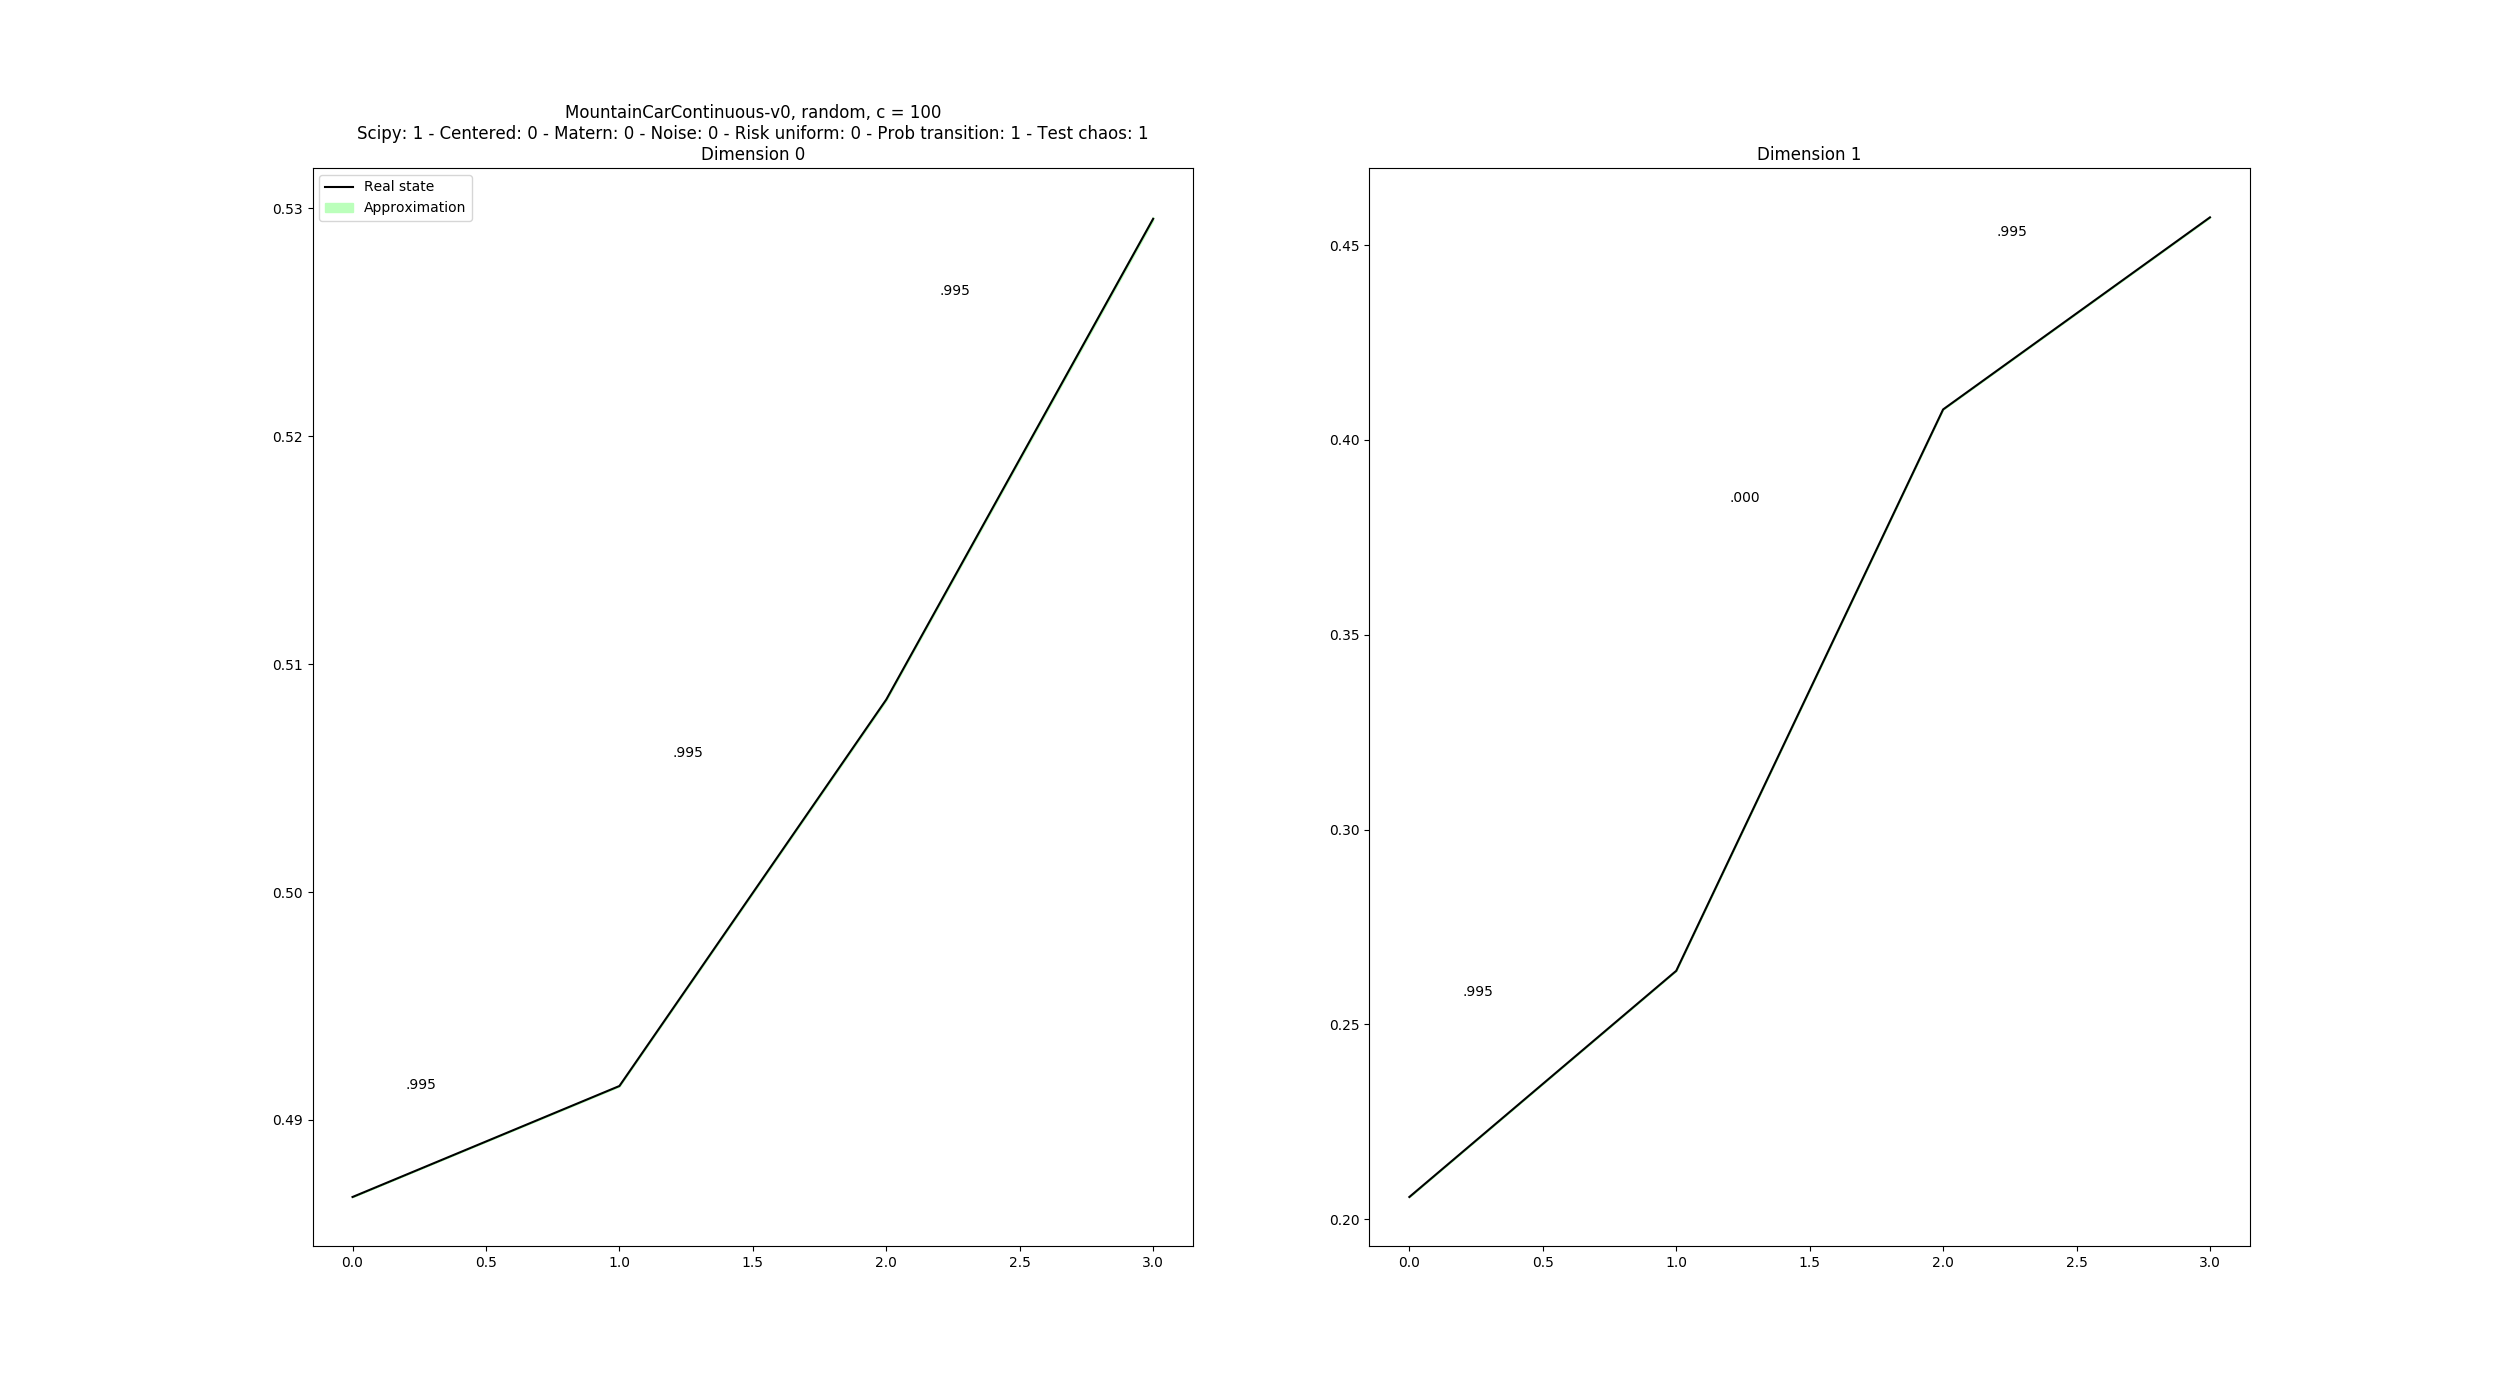 MountainCarContinuous-v0, random, c = 100
Scipy: 1 - Centered: 0 - Matern: 0 - Noise: 0 - Risk uniform: 0 - Prob transition: 1 - Test chaos: 1
Dimension 0
Real state
Approximation
0.53
0.52
0.51
0.50
0.49
.995
.995
.995
0.0 0.5 1.0 1.5 2.0 2.5 3.0
Dimension 1
0.45
0.40
0.35
0.30
0.25
0.20
.995
.000
.995
0.0 0.5 1.0 1.5 2.0 2.5 3.0